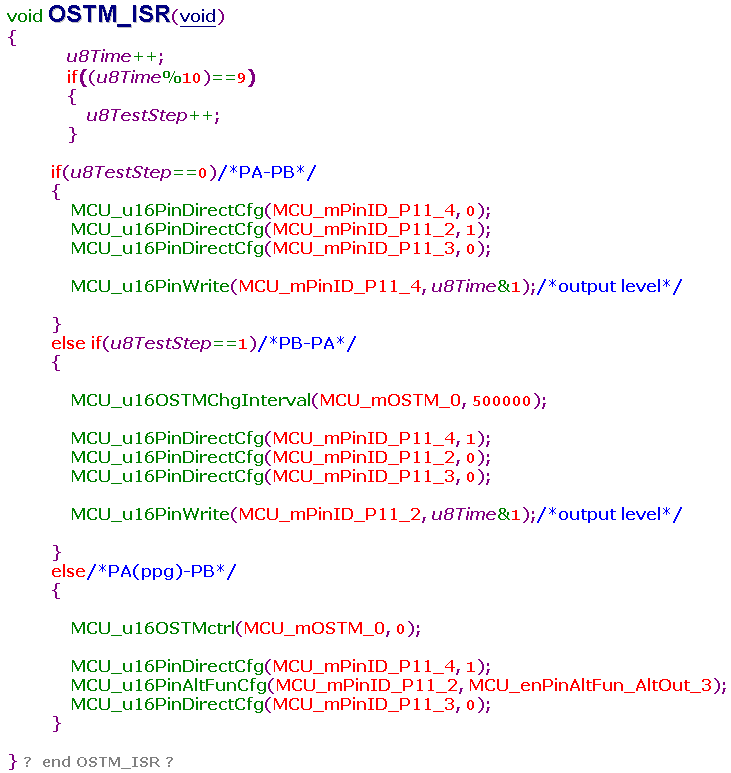 void OSTM_ISR(void)
{
u8Time++;
if((u8Time%10)==9)
{
u8TestStep++;
}
if(u8TestStep==0)/*PA-PB*/
{
MCU_u16PinDirectCfg(MCU_mPinID_P11_4,0);
MCU_u16PinDirectCfg(MCU_mPinID_P11_2,1);
MCU_u16PinDirectCfg(MCU_mPinID_P11_3,0);
MCU_u16PinWrite(MCU_mPinID_P11_4,u8Time&1);/*output level*/
}
else if(u8TestStep==1)/*PB-PA*/
{
MCU_u16OSTMChgInterval(MCU_mOSTM_0,500000);
MCU_u16PinDirectCfg(MCU_mPinID_P11_4,1);
MCU_u16PinDirectCfg(MCU_mPinID_P11_2,0);
MCU_u16PinDirectCfg(MCU_mPinID_P11_3,0);
MCU_u16PinWrite(MCU_mPinID_P11_2,u8Time&1);/*output level*/
}
else/*PA(ppg)-PB*/
{
MCU_u16OSTMctrl(MCU_mOSTM_0,0);
MCU_u16PinDirectCfg(MCU_mPinID_P11_4,1);
MCU_u16PinAltFunCfg(MCU_mPinID_P11_2,MCU_enPinAltFun_AltOut_3);
MCU_u16PinDirectCfg(MCU_mPinID_P11_3,0);
}
} ? end OSTM_ISR ?